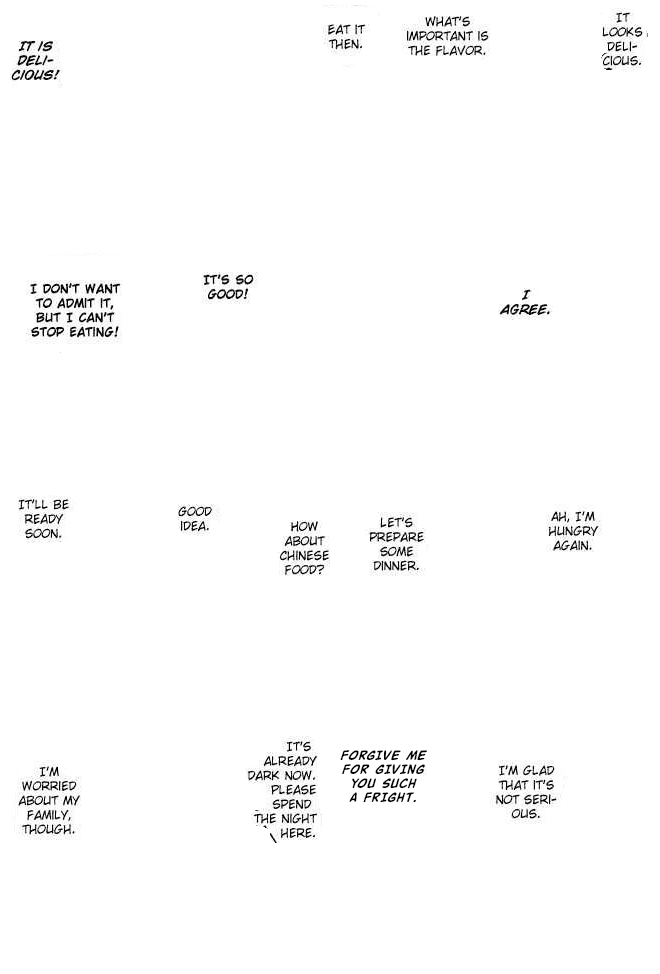 IT
LOOKS
DELI-
CIOUS.
WHAT'S
IMPORTANT IS
THE FLAVOR.
EAT IT
THEN.
IT IS
DELI-
CIOUS!
I
AGREE.
IT'S SO
GOOD!
I DON'T WANT
TO ADMIT IT,
BUT I CAN'T
STOP EATING!
AH, I'M
HUNGRY
AGAIN.
LET'S
PREPARE
SOME
DINNER.
HOW
ABOUT
CHINESE
FOOD?
GOOD
IDEA.
IT'LL BE
READY
SOON.
I'M GLAD
THAT IT'S
NOT SERI-
OUS.
FORGIVE ME
FOR GIVING
YOU SUCH
A FRIGHT.
IT'S
ALREADY
DARK NOW.
PLEASE
SPEND
THE NIGHT
HERE.
I'M
WORRIED
ABOUT MY
FAMILY,
THOUGH.